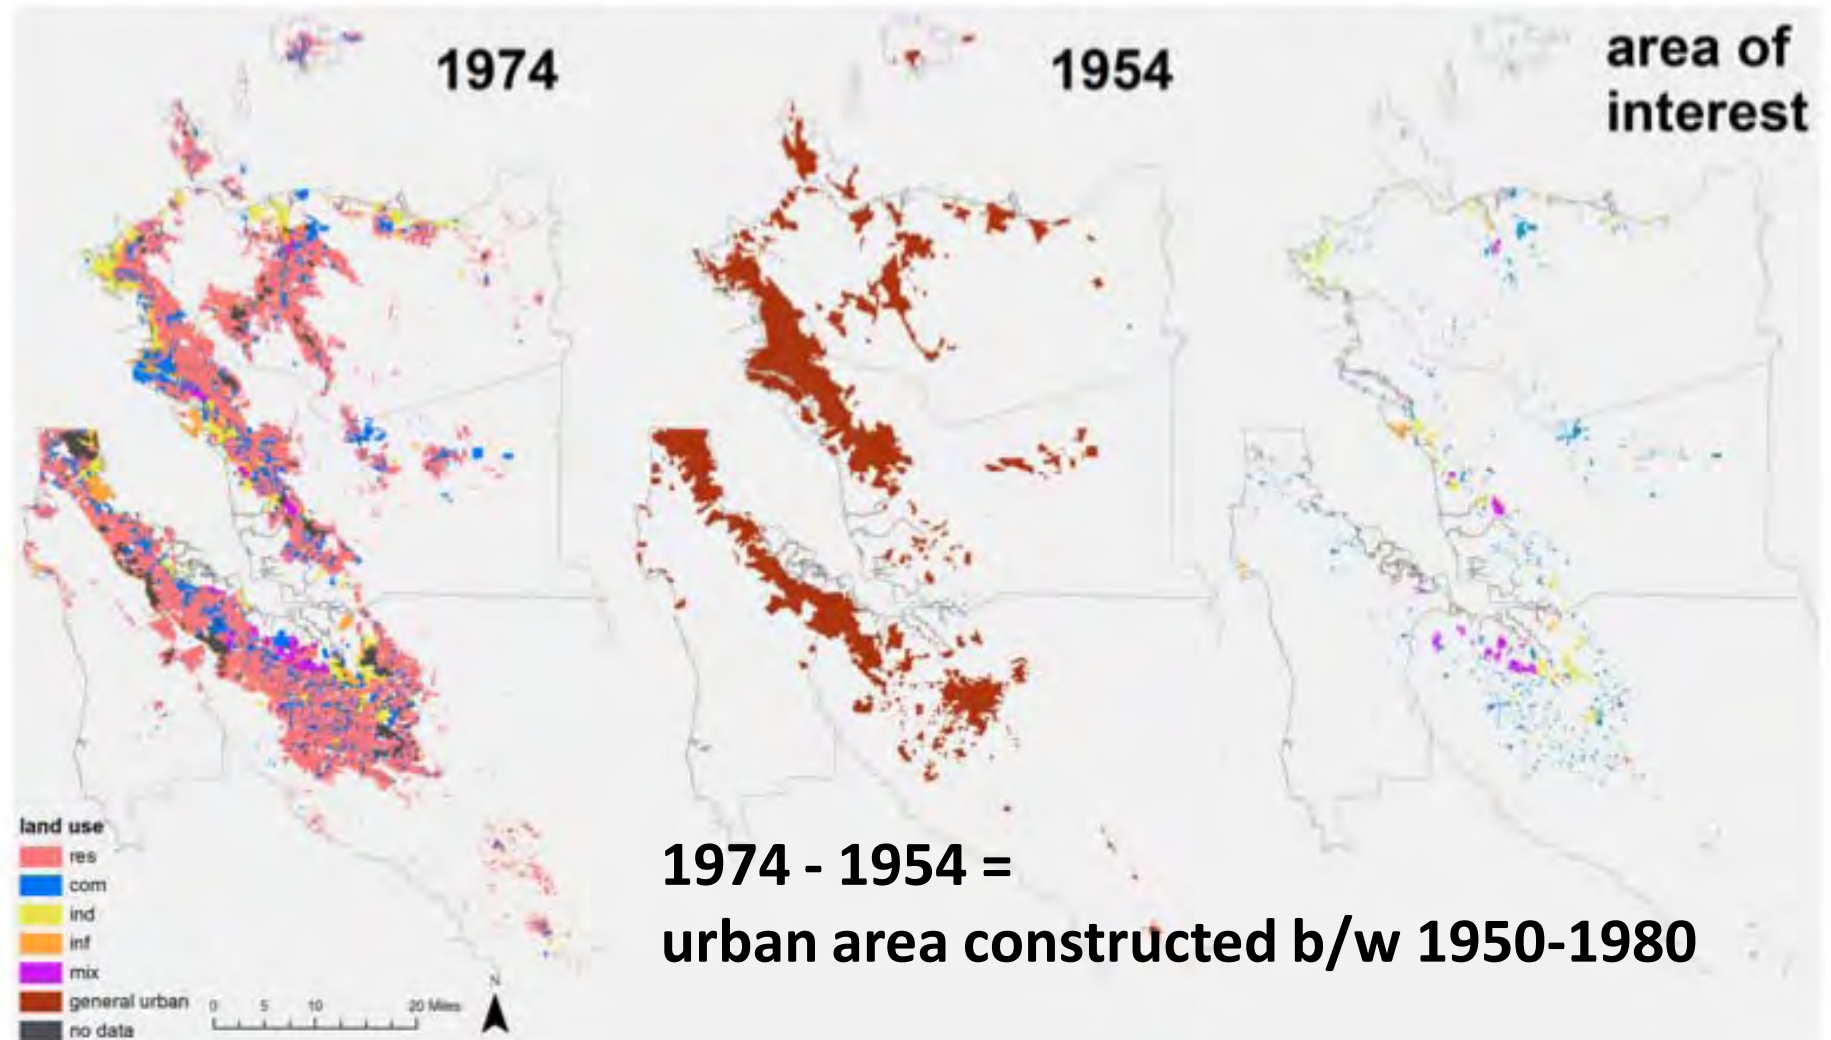 1974
1954
area of
interest
land use
res
com
ind
inf
mix
general urban
no data
0 5 10 20 Miles
N
1974 - 1954 =
urban area constructed b/w 1950-1980